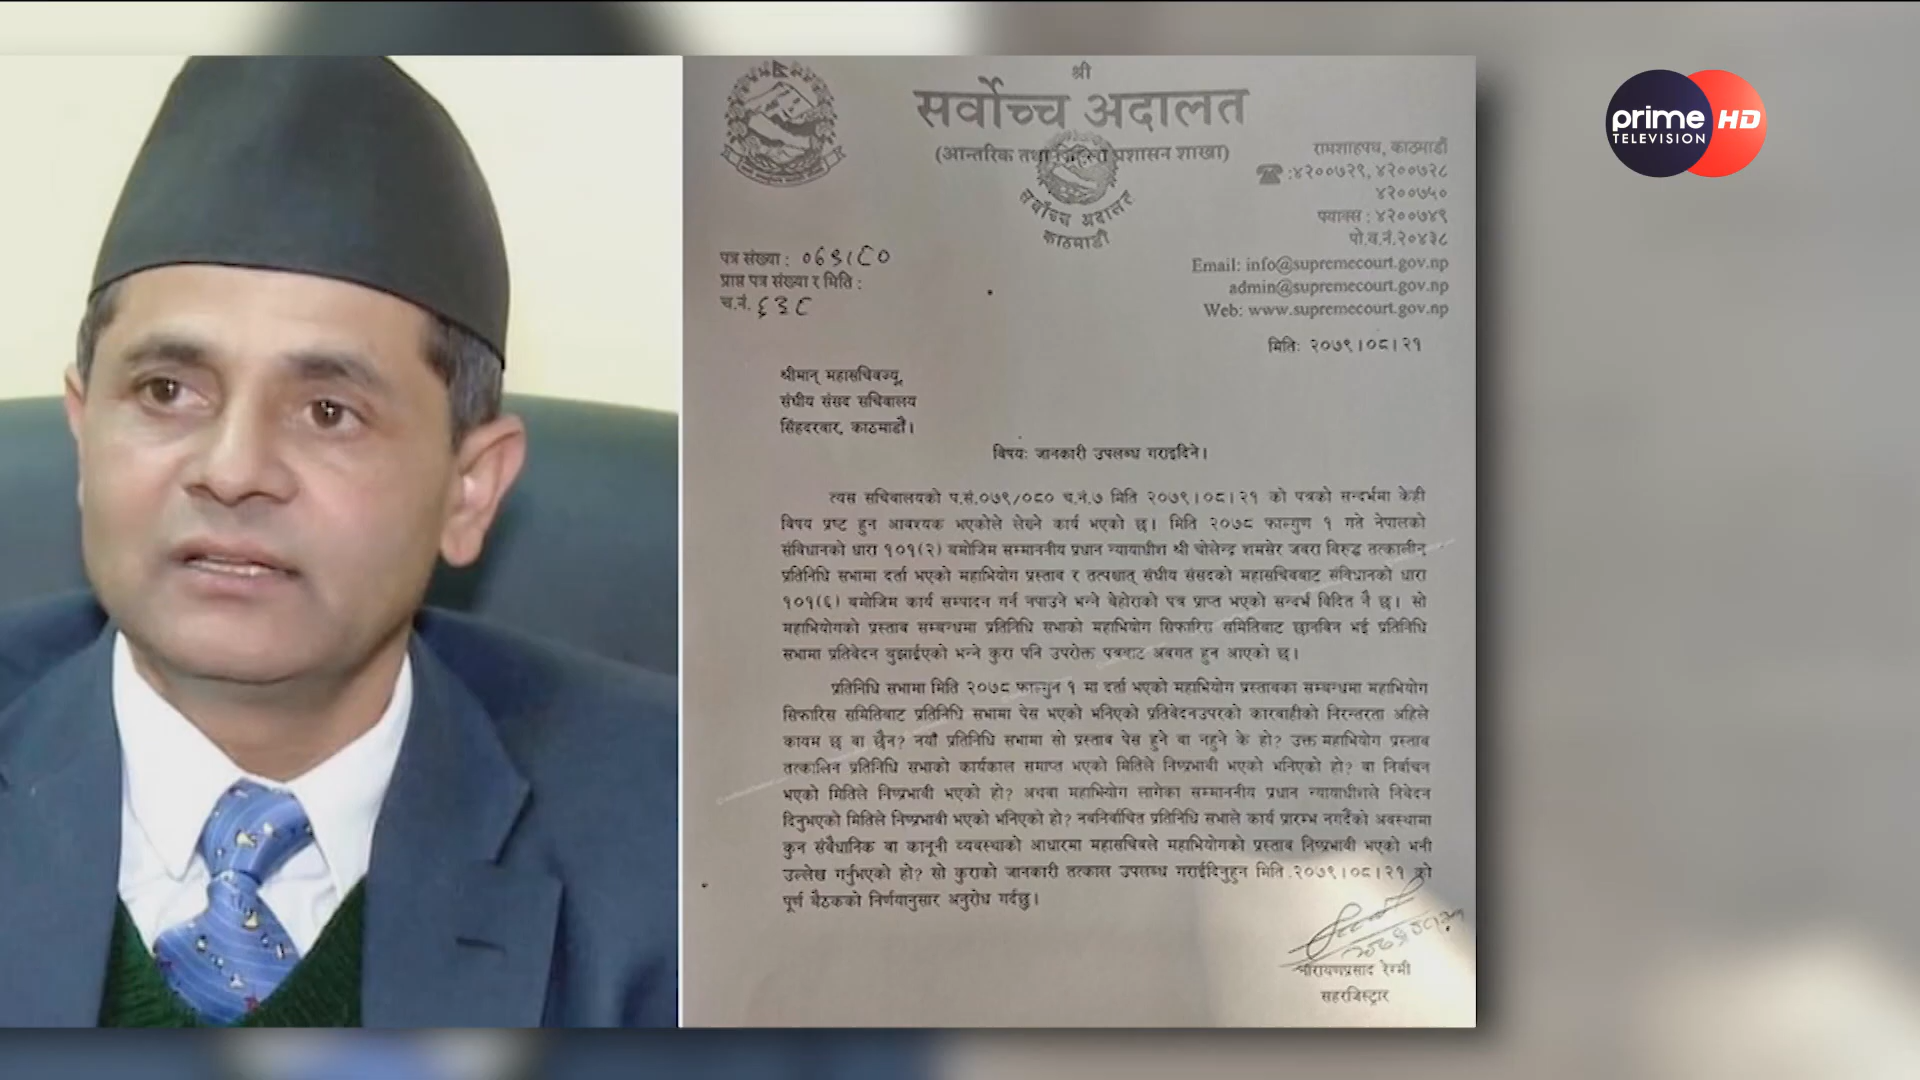 prime HD
TELEVISION
श्री
सर्वोच्च अदालत
(आन्तरिक तथा जिन्सी प्रशासन शाखा)
सर्वोच्च अदालत
काठमाडौं
रामशाहपथ, काठमाडौं
☎ :४२००७२९, ४२००७२८
४२००७५०
फ्याक्स : ४२००७४९
पो.ब.नं.२०४३८
Email: info@supremecourt.gov.np
admin@supremecourt.gov.np
Web: www.supremecourt.gov.np
पत्र संख्या : ०७९।८०
प्राप्त पत्र संख्या र मिति :
च.नं. ६३८
मितिः २०७९।०८।२१
श्रीमान् महासचिवज्यू,
संघीय संसद सचिवालय
सिंहदरवार, काठमाडौं।
विषयः जानकारी उपलब्ध गराइदिने।
त्यस सचिवालयको प.सं.०७९/०८० च.नं.७ मिति २०७९।०८।२१ को पत्रको सन्दर्भमा केही
विषय प्रष्ट हुन आवश्यक भएकोले लेख्ने कार्य भएको छ। मिति २०७८ फाल्गुण १ गते नेपालको
संविधानको धारा १०१(२) बमोजिम सम्माननीय प्रधान न्यायाधीश श्री चोलेन्द्र शमसेर जबरा विरुद्ध तत्कालीन
प्रतिनिधि सभामा दर्ता भएको महाभियोग प्रस्ताव र तत्पश्चात् संघीय संसदको महासचिवबाट संविधानको धारा
१०१(६) बमोजिम कार्य सम्पादन गर्न नपाउने भन्ने बेहोराको पत्र प्राप्त भएको सन्दर्भ विदित नै छ। सो
महाभियोगको प्रस्ताव सम्बन्धमा प्रतिनिधि सभाको महाभियोग सिफारिस समितिबाट छानविन भई प्रतिनिधि
सभामा प्रतिवेदन बुझाईएको भन्ने कुरा पनि उपरोक्त पत्रबाट अवगत हुन आएको छ।
प्रतिनिधि सभामा मिति २०७८ फाल्गुन १ मा दर्ता भएको महाभियोग प्रस्तावका सम्बन्धमा महाभियोग
सिफारिस समितिबाट प्रतिनिधि सभामा पेस भएको भनिएको प्रतिवेदनउपरको कारवाहीको निरन्तरता अहिले
कायम छ वा छैन? नयाँ प्रतिनिधि सभामा सो प्रस्ताव पेस हुने वा नहुने के हो? उक्त महाभियोग प्रस्ताव
तत्कालिन प्रतिनिधि सभाको कार्यकाल समाप्त भएको मितिले निष्प्रभावी भएको भनिएको हो? वा निर्वाचन
भएको मितिले निष्प्रभावी भएको हो? अथवा महाभियोग लागेका सम्माननीय प्रधान न्यायाधीशले निवेदन
दिनुभएको मितिले निष्प्रभावी भएको भनिएको हो? नवनिर्वाचित प्रतिनिधि सभाले कार्य प्रारम्भ नगर्दैको अवस्थामा
कुन संवैधानिक वा कानूनी व्यवस्थाको आधारमा महासचिवले महाभियोगको प्रस्ताव निष्प्रभावी भएको भनी
उल्लेख गर्नुभएको हो? सो कुराको जानकारी तत्काल उपलब्ध गराईदिनुहुन मिति २०७९।०८।२१ को
पूर्ण बैठकको निर्णयानुसार अनुरोध गर्दछु।
नारायणप्रसाद रेग्मी
सहरजिस्ट्रार